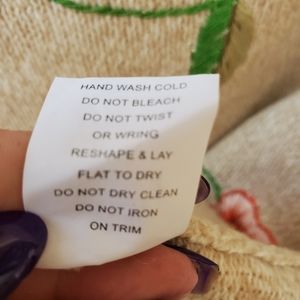 HAND WASH COLD
DO NOT BLEACH
DO NOT TWIST
OR WRING
RESHAPE & LAY
FLAT TO DRY
DO NOT DRY CLEAN
DO NOT IRON
ON TRIM